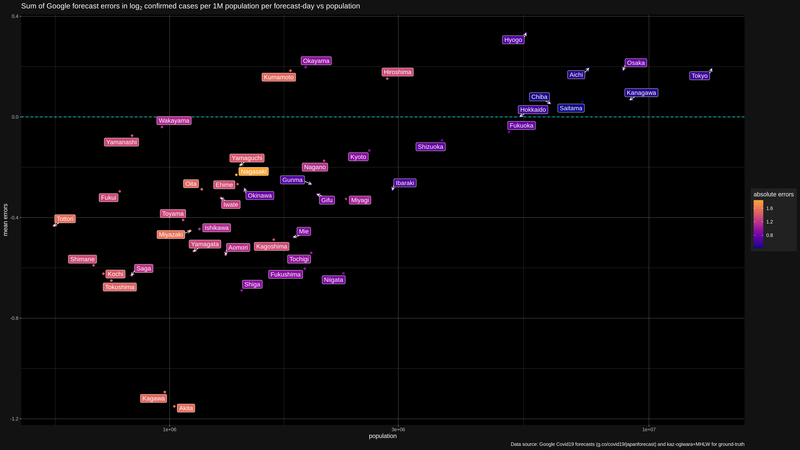 Sum of Google forecast errors in log2 confirmed cases per 1M population per forecast-day vs population
0.4
Hyogo
Okayama
Osaka
Hiroshima
Kumamoto
Aichi
Tokyo
Kanagawa
Chiba
Saitama
Hokkaido
0.0
Wakayama
Fukuoka
Yamanashi
Shizuoka
Yamaguchi
Kyoto
Nagano
Nagasaki
Gunma
Oita
Ehime
Ibaraki
absolute errors
1.6
1.2
0.8
Fukui
Okinawa
Gifu
Miyagi
Iwate
Toyama
-0.4
Tottori
Ishikawa
mean errors
Miyazaki
Mie
Yamagata
Aomori
Kagoshima
Shimane
Tochigi
Saga
Kochi
Fukushima
Niigata
Tokushima
Shiga
-0.8
Kagawa
Akita
-1.2
1e+06
3e+06
1e+07
population
Data source: Google Covid19 forecasts (g.co/covid19/japanforecast) and kaz-ogiwara+MHLW for ground-truth